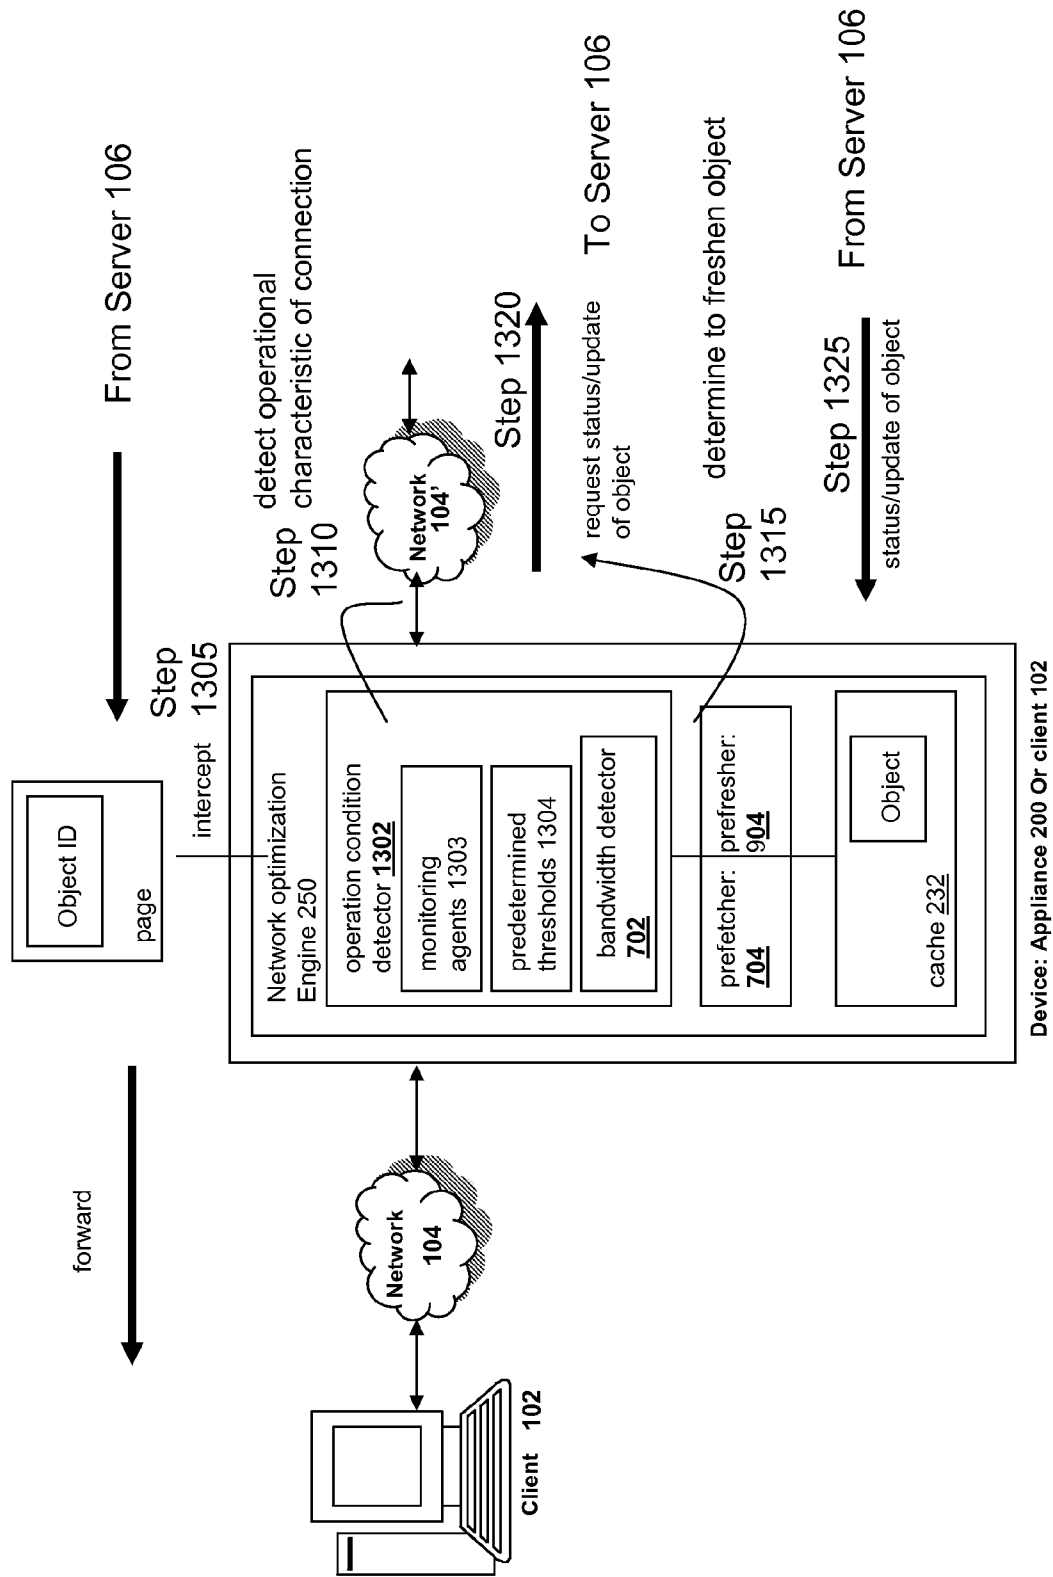 From Server 106
forward
Object ID
page
intercept
Step
1305
detect operational
characteristic of connection
Step
1310
Network optimization
Engine 250
operation condition
detector 1302
monitoring
agents 1303
predetermined
thresholds 1304
bandwidth detector
702
Network
104'
Network
104
Client 102
Step 1320
To Server 106
request status/update
of object
determine to freshen object
Step
1315
prefetcher: prefresher:
704 904
From Server 106
Step 1325
status/update of object
Object
cache 232
Device: Appliance 200 Or client 102